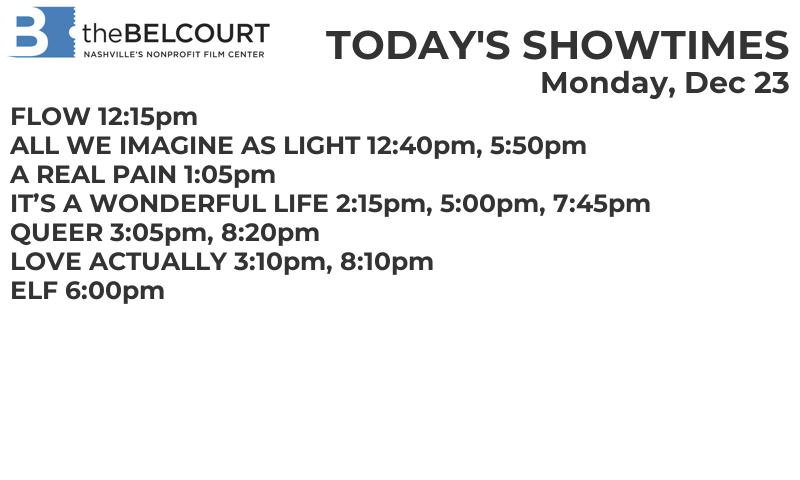 B theBELCOURT
NASHVILLE'S NONPROFIT FILM CENTER
TODAY'S SHOWTIMES
Monday, Dec 23
FLOW 12:15pm
ALL WE IMAGINE AS LIGHT 12:40pm, 5:50pm
A REAL PAIN 1:05pm
IT’S A WONDERFUL LIFE 2:15pm, 5:00pm, 7:45pm
QUEER 3:05pm, 8:20pm
LOVE ACTUALLY 3:10pm, 8:10pm
ELF 6:00pm